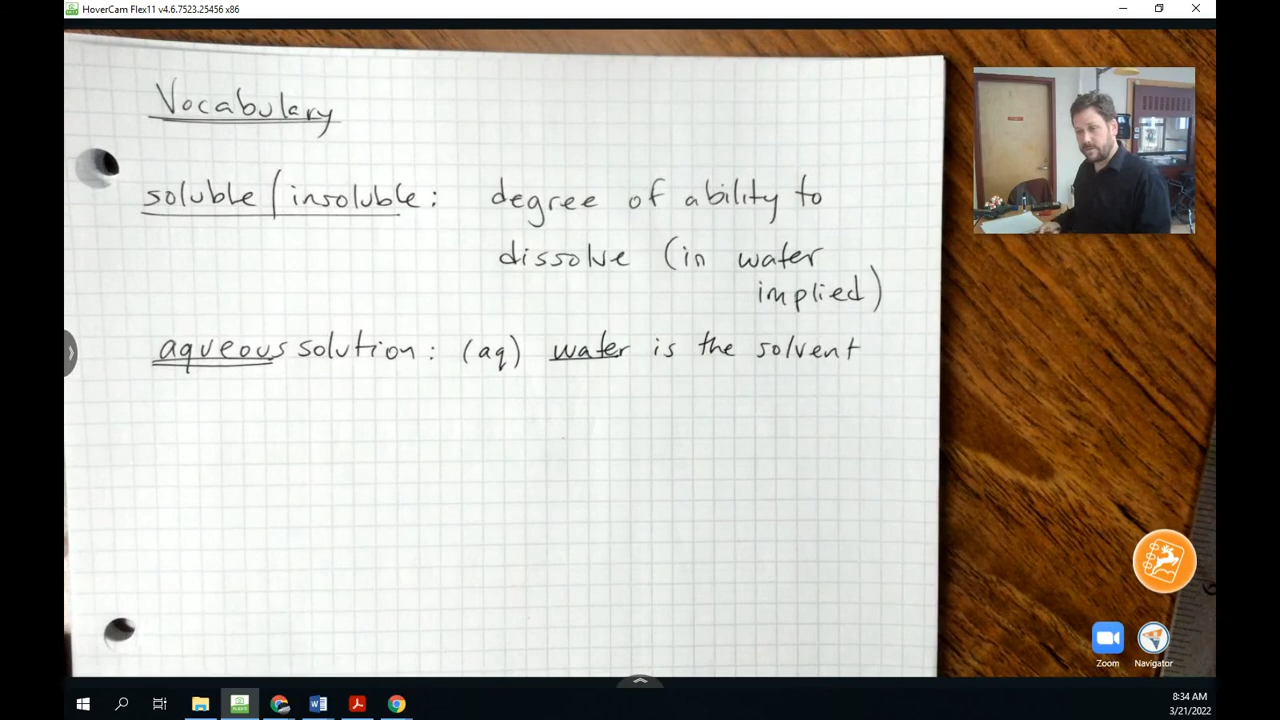 HoverCam Flex11 v4.6.7523.25456 x86
Vocabulary
soluble/insoluble: degree of ability to
dissolve (in water
implied)
aqueous solution: (aq) water is the solvent
Zoom
Navigator
8:34 AM
3/21/2022